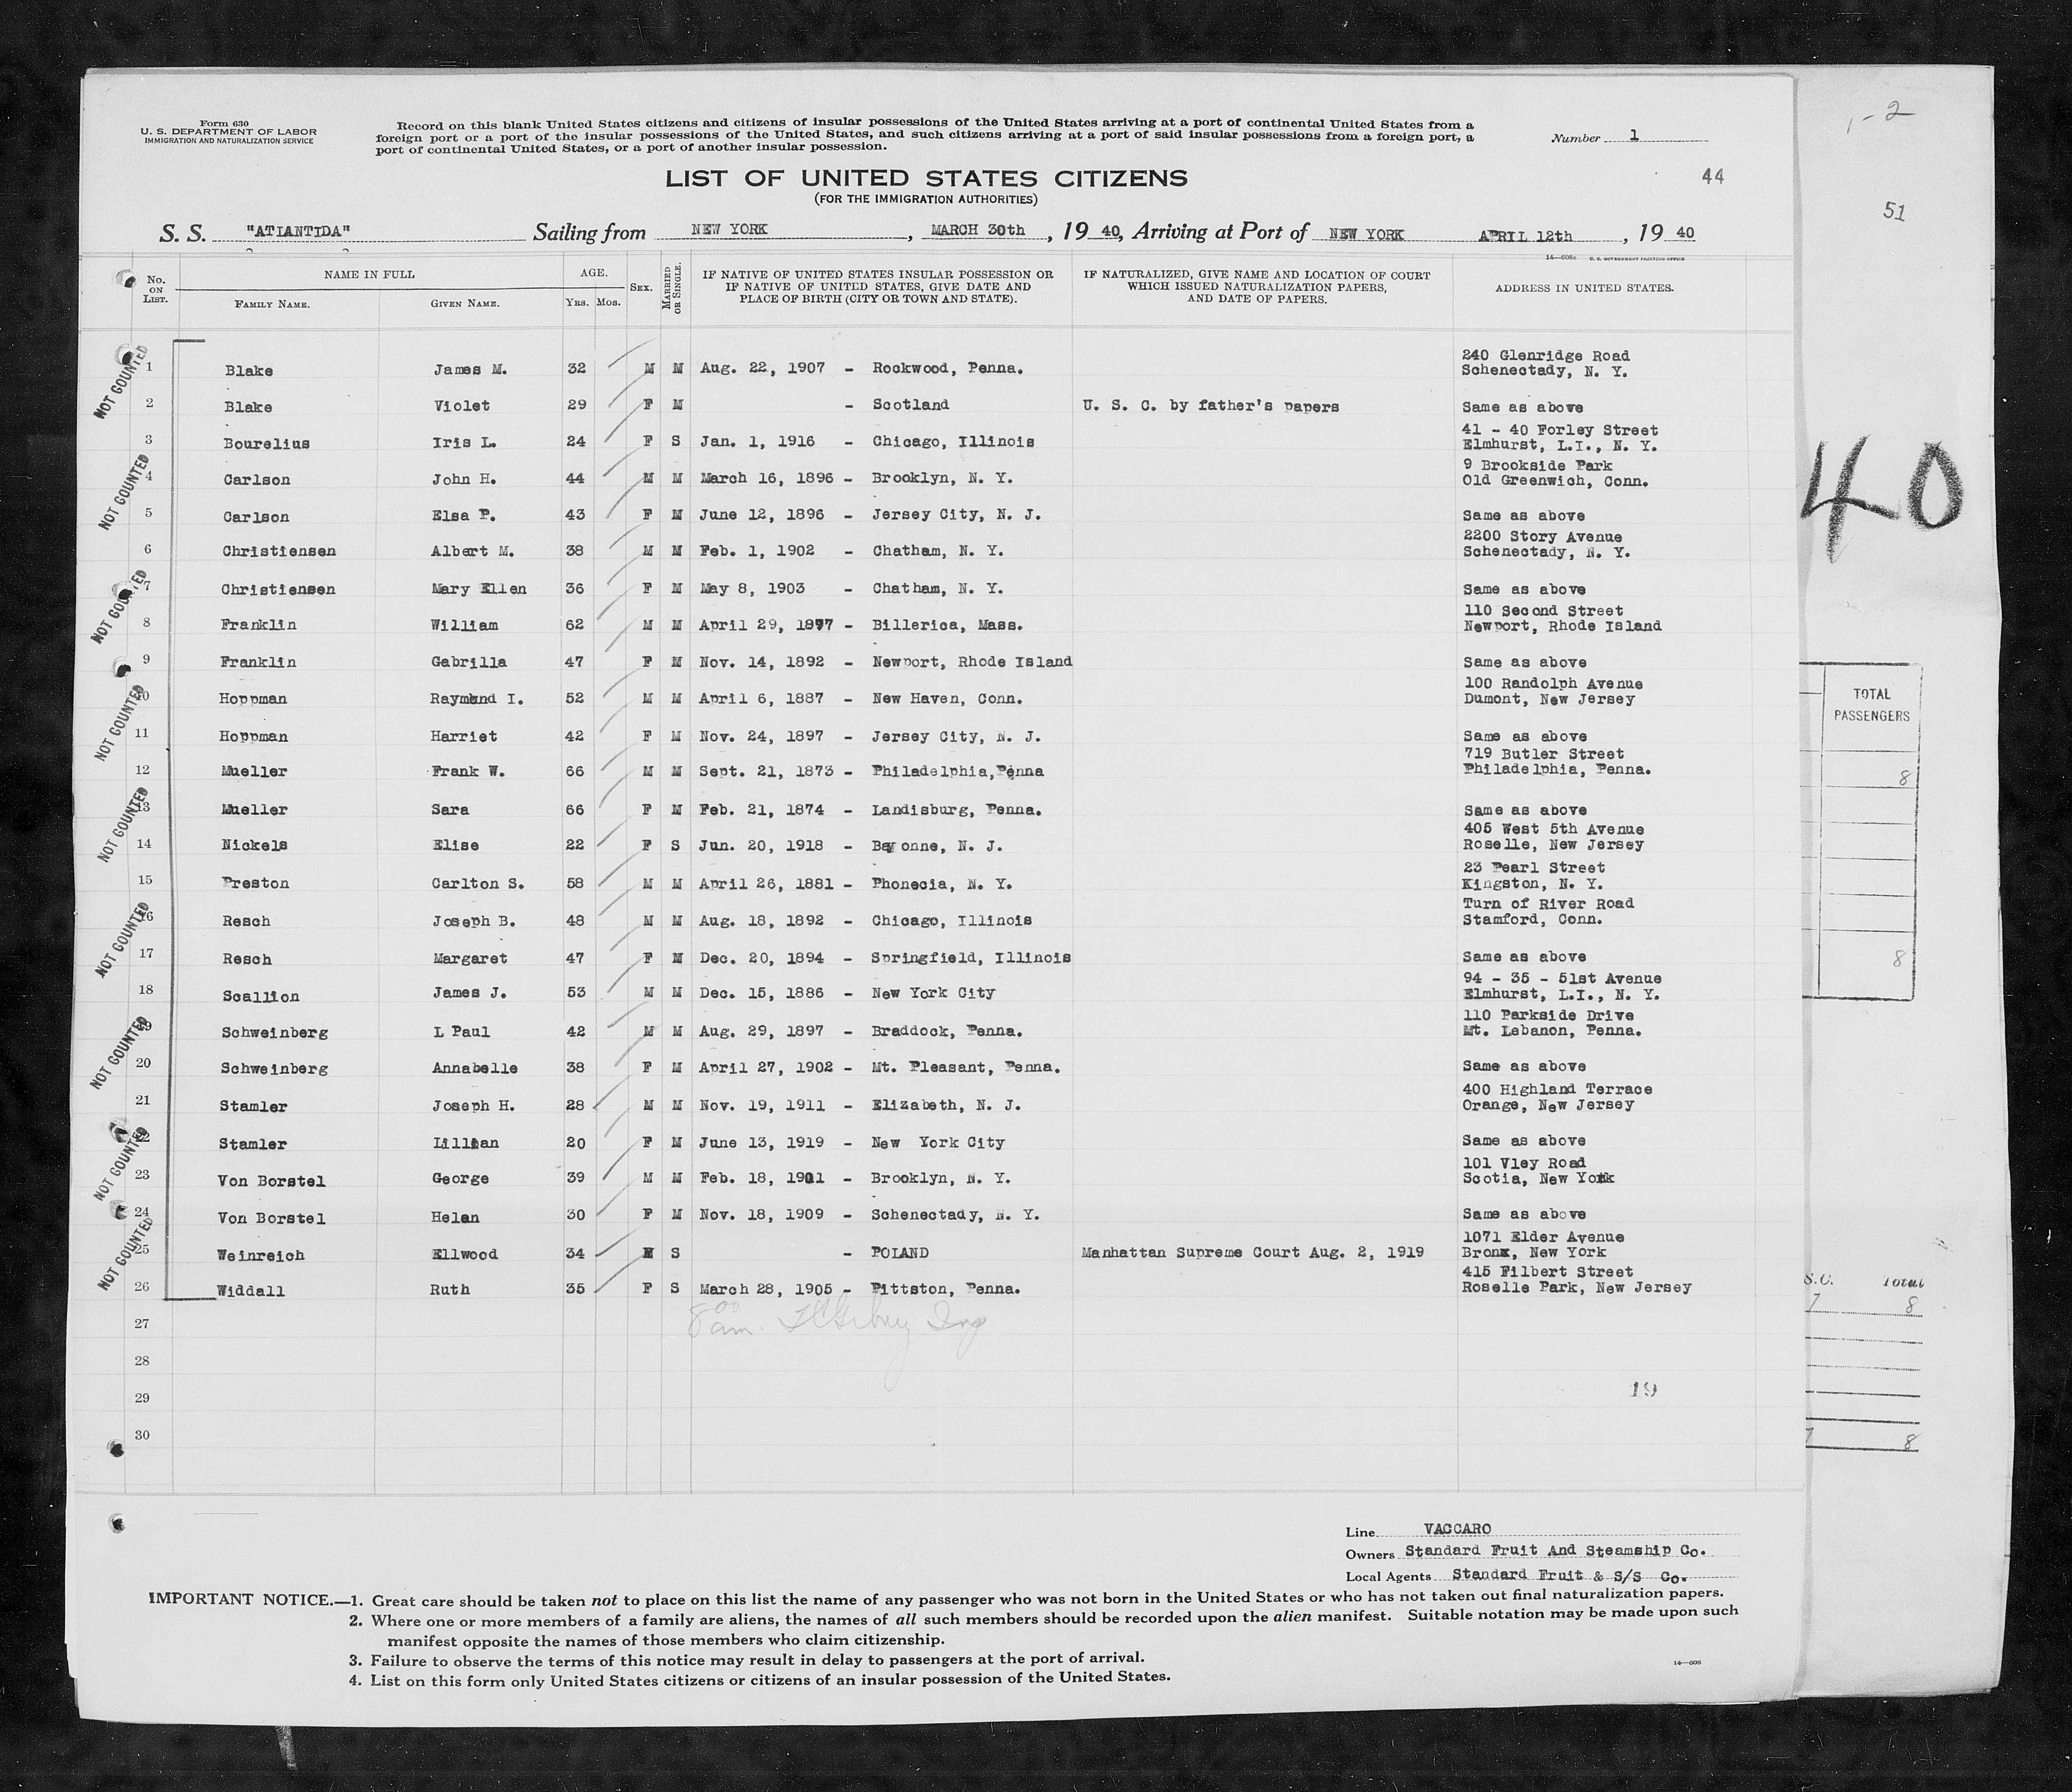 Form 630
U. S. DEPARTMENT OF LABOR
IMMIGRATION AND NATURALIZATION SERVICE
Record on this blank United States citizens and citizens of insular possessions of the United States arriving at a port of continental United States from a
foreign port or a port of the insular possessions of the United States, and such citizens arriving at a port of said insular possessions from a foreign port, a
port of continental United States, or a port of another insular possession.
Number 1
1-2
LIST OF UNITED STATES CITIZENS
44
(FOR THE IMMIGRATION AUTHORITIES)
51
S. S. "ATLANTIDA" Sailing from NEW YORK, MARCH 30th, 19 40, Arriving at Port of NEW YORK APRIL 12th, 19 40
14—608c U. S. GOVERNMENT PRINTING OFFICE
No. ON LIST. NAME IN FULL FAMILY NAME. GIVEN NAME. AGE. YRS. MOS. SEX. MARRIED OR SINGLE. IF NATIVE OF UNITED STATES INSULAR POSSESSION OR IF NATIVE OF UNITED STATES, GIVE DATE AND PLACE OF BIRTH (CITY OR TOWN AND STATE). IF NATURALIZED, GIVE NAME AND LOCATION OF COURT WHICH ISSUED NATURALIZATION PAPERS, AND DATE OF PAPERS. ADDRESS IN UNITED STATES.
NOT COUNTED
240 Glenridge Road
1 Blake James M. 32 M M Aug. 22, 1907 - Rockwood, Penna. Schenectady, N. Y.
2 Blake Violet 29 F M - Scotland U. S. C. by father's papers Same as above
41 - 40 Forley Street
3 Bourelius Iris L. 24 F S Jan. 1, 1916 - Chicago, Illinois Elmhurst, L.I., N. Y.
NOT COUNTED
9 Brookside Park
4 Carlson John H. 44 M M March 16, 1896 - Brooklyn, N. Y. Old Greenwich, Conn.
40
5 Carlson Elsa P. 43 F M June 12, 1896 - Jersey City, N. J. Same as above
2200 Story Avenue
6 Christiensen Albert M. 38 M M Feb. 1, 1902 - Chatham, N. Y. Schenectady, N. Y.
NOT COUNTED
7 Christiensen Mary Ellen 36 F M May 8, 1903 - Chatham, N. Y. Same as above
110 Second Street
8 Franklin William 62 M M April 29, 1877 - Billerica, Mass. Newport, Rhode Island
9 Franklin Gabrilla 47 F M Nov. 14, 1892 - Newport, Rhode Island Same as above
NOT COUNTED
100 Randolph Avenue
10 Hoppman Raymond I. 52 M M April 6, 1887 - New Haven, Conn. Dumont, New Jersey
TOTAL
PASSENGERS
11 Hoppman Harriet 42 F M Nov. 24, 1897 - Jersey City, N. J. Same as above
719 Butler Street
12 Mueller Frank W. 66 M M Sept. 21, 1873 - Philadelphia,Penna Philadelphia, Penna.
8
NOT COUNTED
13 Mueller Sara 66 F M Feb. 21, 1874 - Landisburg, Penna. Same as above
405 West 5th Avenue
14 Nickels Elise 22 F S Jun. 20, 1918 - Bayonne, N. J. Roselle, New Jersey
23 Pearl Street
15 Preston Carlton S. 58 M M April 26, 1881 - Phonecia, N. Y. Kingston, N. Y.
NOT COUNTED
Turn of River Road
16 Resch Joseph B. 48 M M Aug. 18, 1892 - Chicago, Illinois Stamford, Conn.
17 Resch Margaret 47 F M Dec. 20, 1894 - Springfield, Illinois Same as above
8
94 - 35 - 51st Avenue
18 Scallion James J. 53 M M Dec. 15, 1886 - New York City Elmhurst, L.I., N. Y.
NOT COUNTED
110 Parkside Drive
19 Schweinberg L Paul 42 M M Aug. 29, 1897 - Braddock, Penna. Mt. Lebanon, Penna.
20 Schweinberg Annabelle 38 F M April 27, 1902 - Mt. Pleasant, Penna. Same as above
400 Highland Terrace
21 Stamler Joseph H. 28 M M Nov. 19, 1911 - Elizabeth, N. J. Orange, New Jersey
NOT COUNTED
22 Stamler Lillian 20 F M June 13, 1919 - New York City Same as above
101 Vley Road
23 Von Borstel George 39 M M Feb. 18, 1901 - Brooklyn, N. Y. Scotia, New York
24 Von Borstel Helen 30 F M Nov. 18, 1909 - Schenectady, N. Y. Same as above
NOT COUNTED
1071 Elder Avenue
25 Weinreich Ellwood 34 M S - POLAND Manhattan Supreme Court Aug. 2, 1919 Bronx, New York
415 Filbert Street
26 Widdall Ruth 35 F S March 28, 1905 - Pittston, Penna. Roselle Park, New Jersey
S.C. Total
7 8
27 8 00 am.
28
29 19
30
7 8
Line VACCARO
Owners Standard Fruit And Steamship Co.
Local Agents Standard Fruit & S/S Co.
IMPORTANT NOTICE.—1. Great care should be taken not to place on this list the name of any passenger who was not born in the United States or who has not taken out final naturalization papers.
2. Where one or more members of a family are aliens, the names of all such members should be recorded upon the alien manifest. Suitable notation may be made upon such
manifest opposite the names of those members who claim citizenship.
3. Failure to observe the terms of this notice may result in delay to passengers at the port of arrival.
14—608
4. List on this form only United States citizens or citizens of an insular possession of the United States.